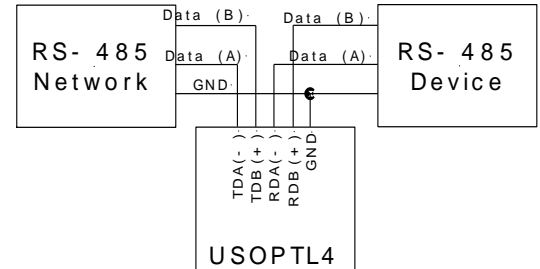 Data (B)
Data (B)
RS- 485
Network
Data (A)
Data (A)
RS- 485
Device
GND
TDA(-)
TDB(+)
RDA(-)
RDB(+)
GND
USOPTL4